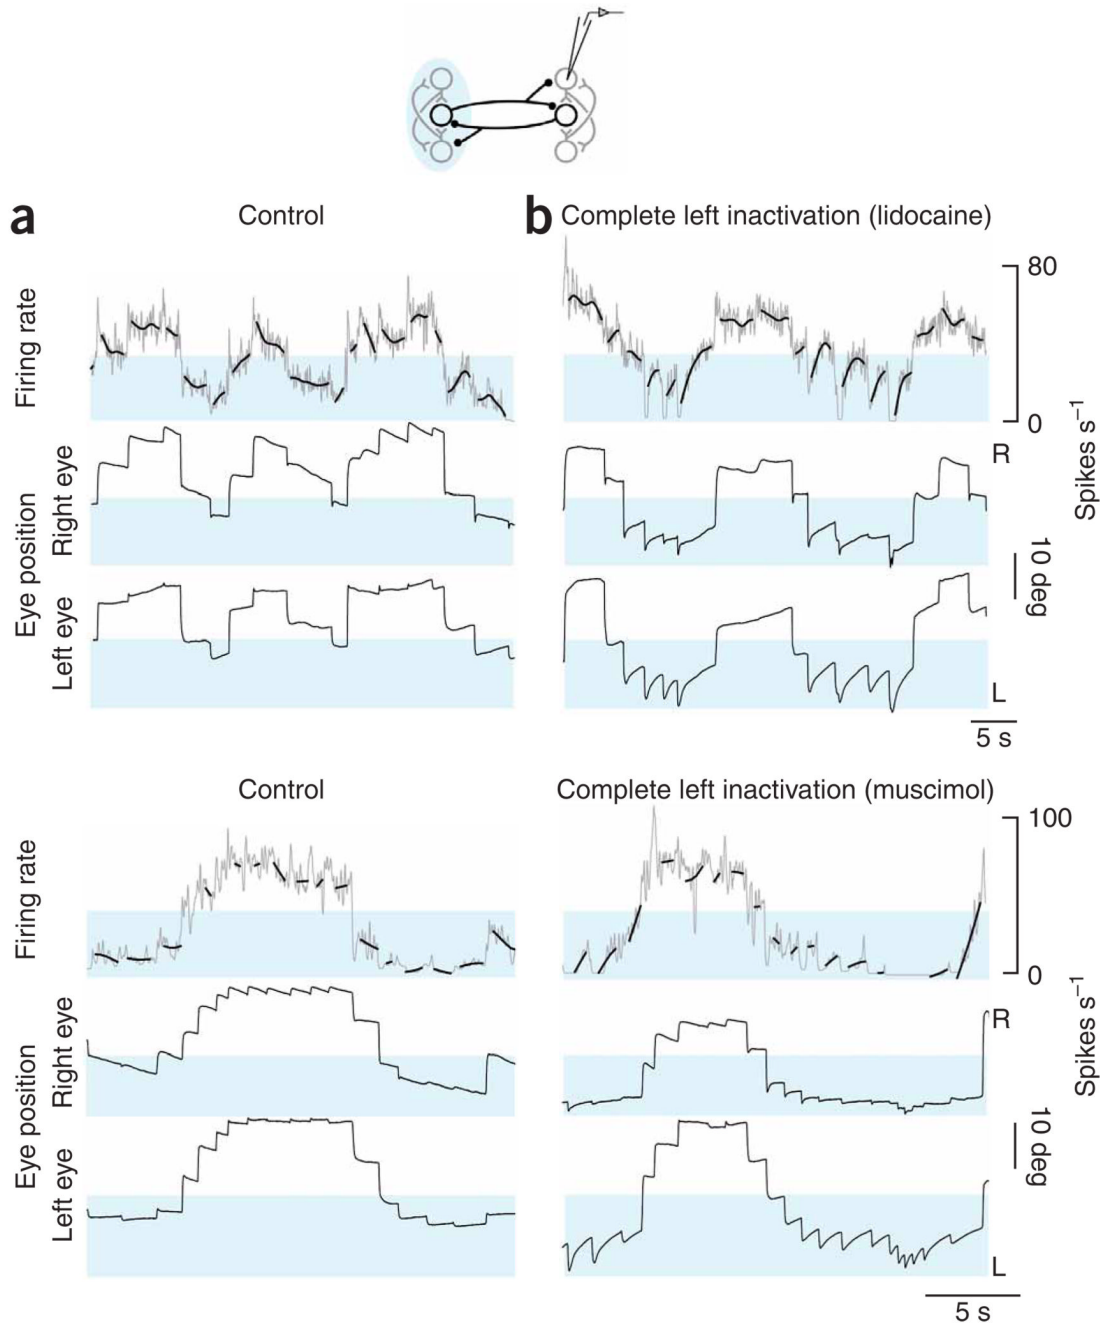 a
Control
b
Complete left inactivation (lidocaine)
Firing rate
80
0
Spikes s⁻¹
Eye position
Right eye
R
10 deg
Left eye
L
5 s
Control
Complete left inactivation (muscimol)
Firing rate
100
0
Spikes s⁻¹
Eye position
Right eye
R
10 deg
Left eye
L
5 s